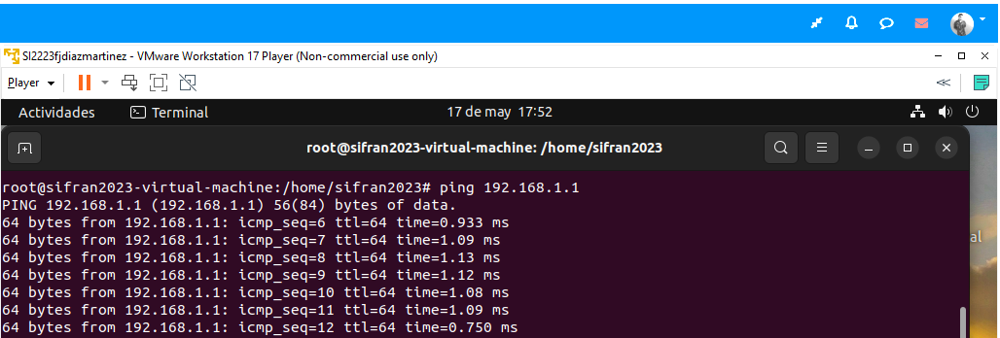 SI2223fjdiazmartinez - VMware Workstation 17 Player (Non-commercial use only)
Player
Actividades Terminal 17 de may 17:52
root@sifran2023-virtual-machine: /home/sifran2023
root@sifran2023-virtual-machine:/home/sifran2023# ping 192.168.1.1
PING 192.168.1.1 (192.168.1.1) 56(84) bytes of data.
64 bytes from 192.168.1.1: icmp_seq=6 ttl=64 time=0.933 ms
64 bytes from 192.168.1.1: icmp_seq=7 ttl=64 time=1.09 ms
64 bytes from 192.168.1.1: icmp_seq=8 ttl=64 time=1.13 ms
64 bytes from 192.168.1.1: icmp_seq=9 ttl=64 time=1.12 ms
64 bytes from 192.168.1.1: icmp_seq=10 ttl=64 time=1.08 ms
64 bytes from 192.168.1.1: icmp_seq=11 ttl=64 time=1.09 ms
64 bytes from 192.168.1.1: icmp_seq=12 ttl=64 time=0.750 ms